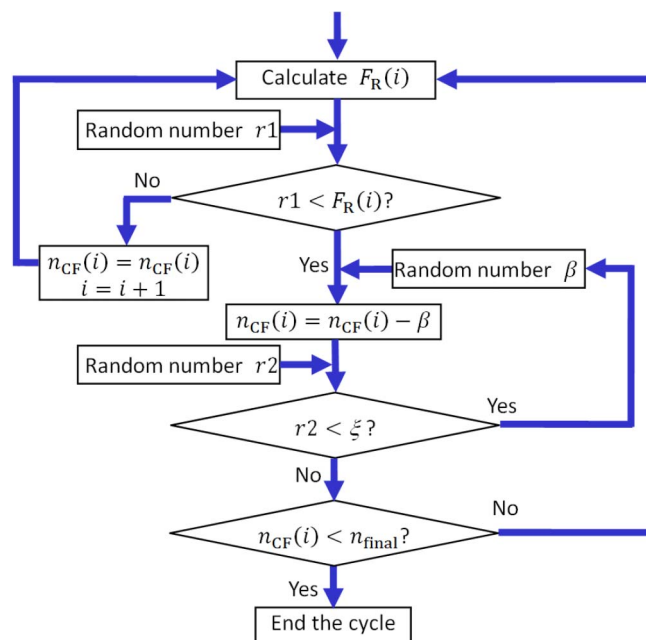 Calculate F_R(i)
Random number r1
No
r1 < F_R(i)?
n_CF(i) = n_CF(i)
i = i + 1
Yes
Random number β
n_CF(i) = n_CF(i) − β
Random number r2
Yes
r2 < ξ?
No
No
n_CF(i) < n_final?
Yes
End the cycle